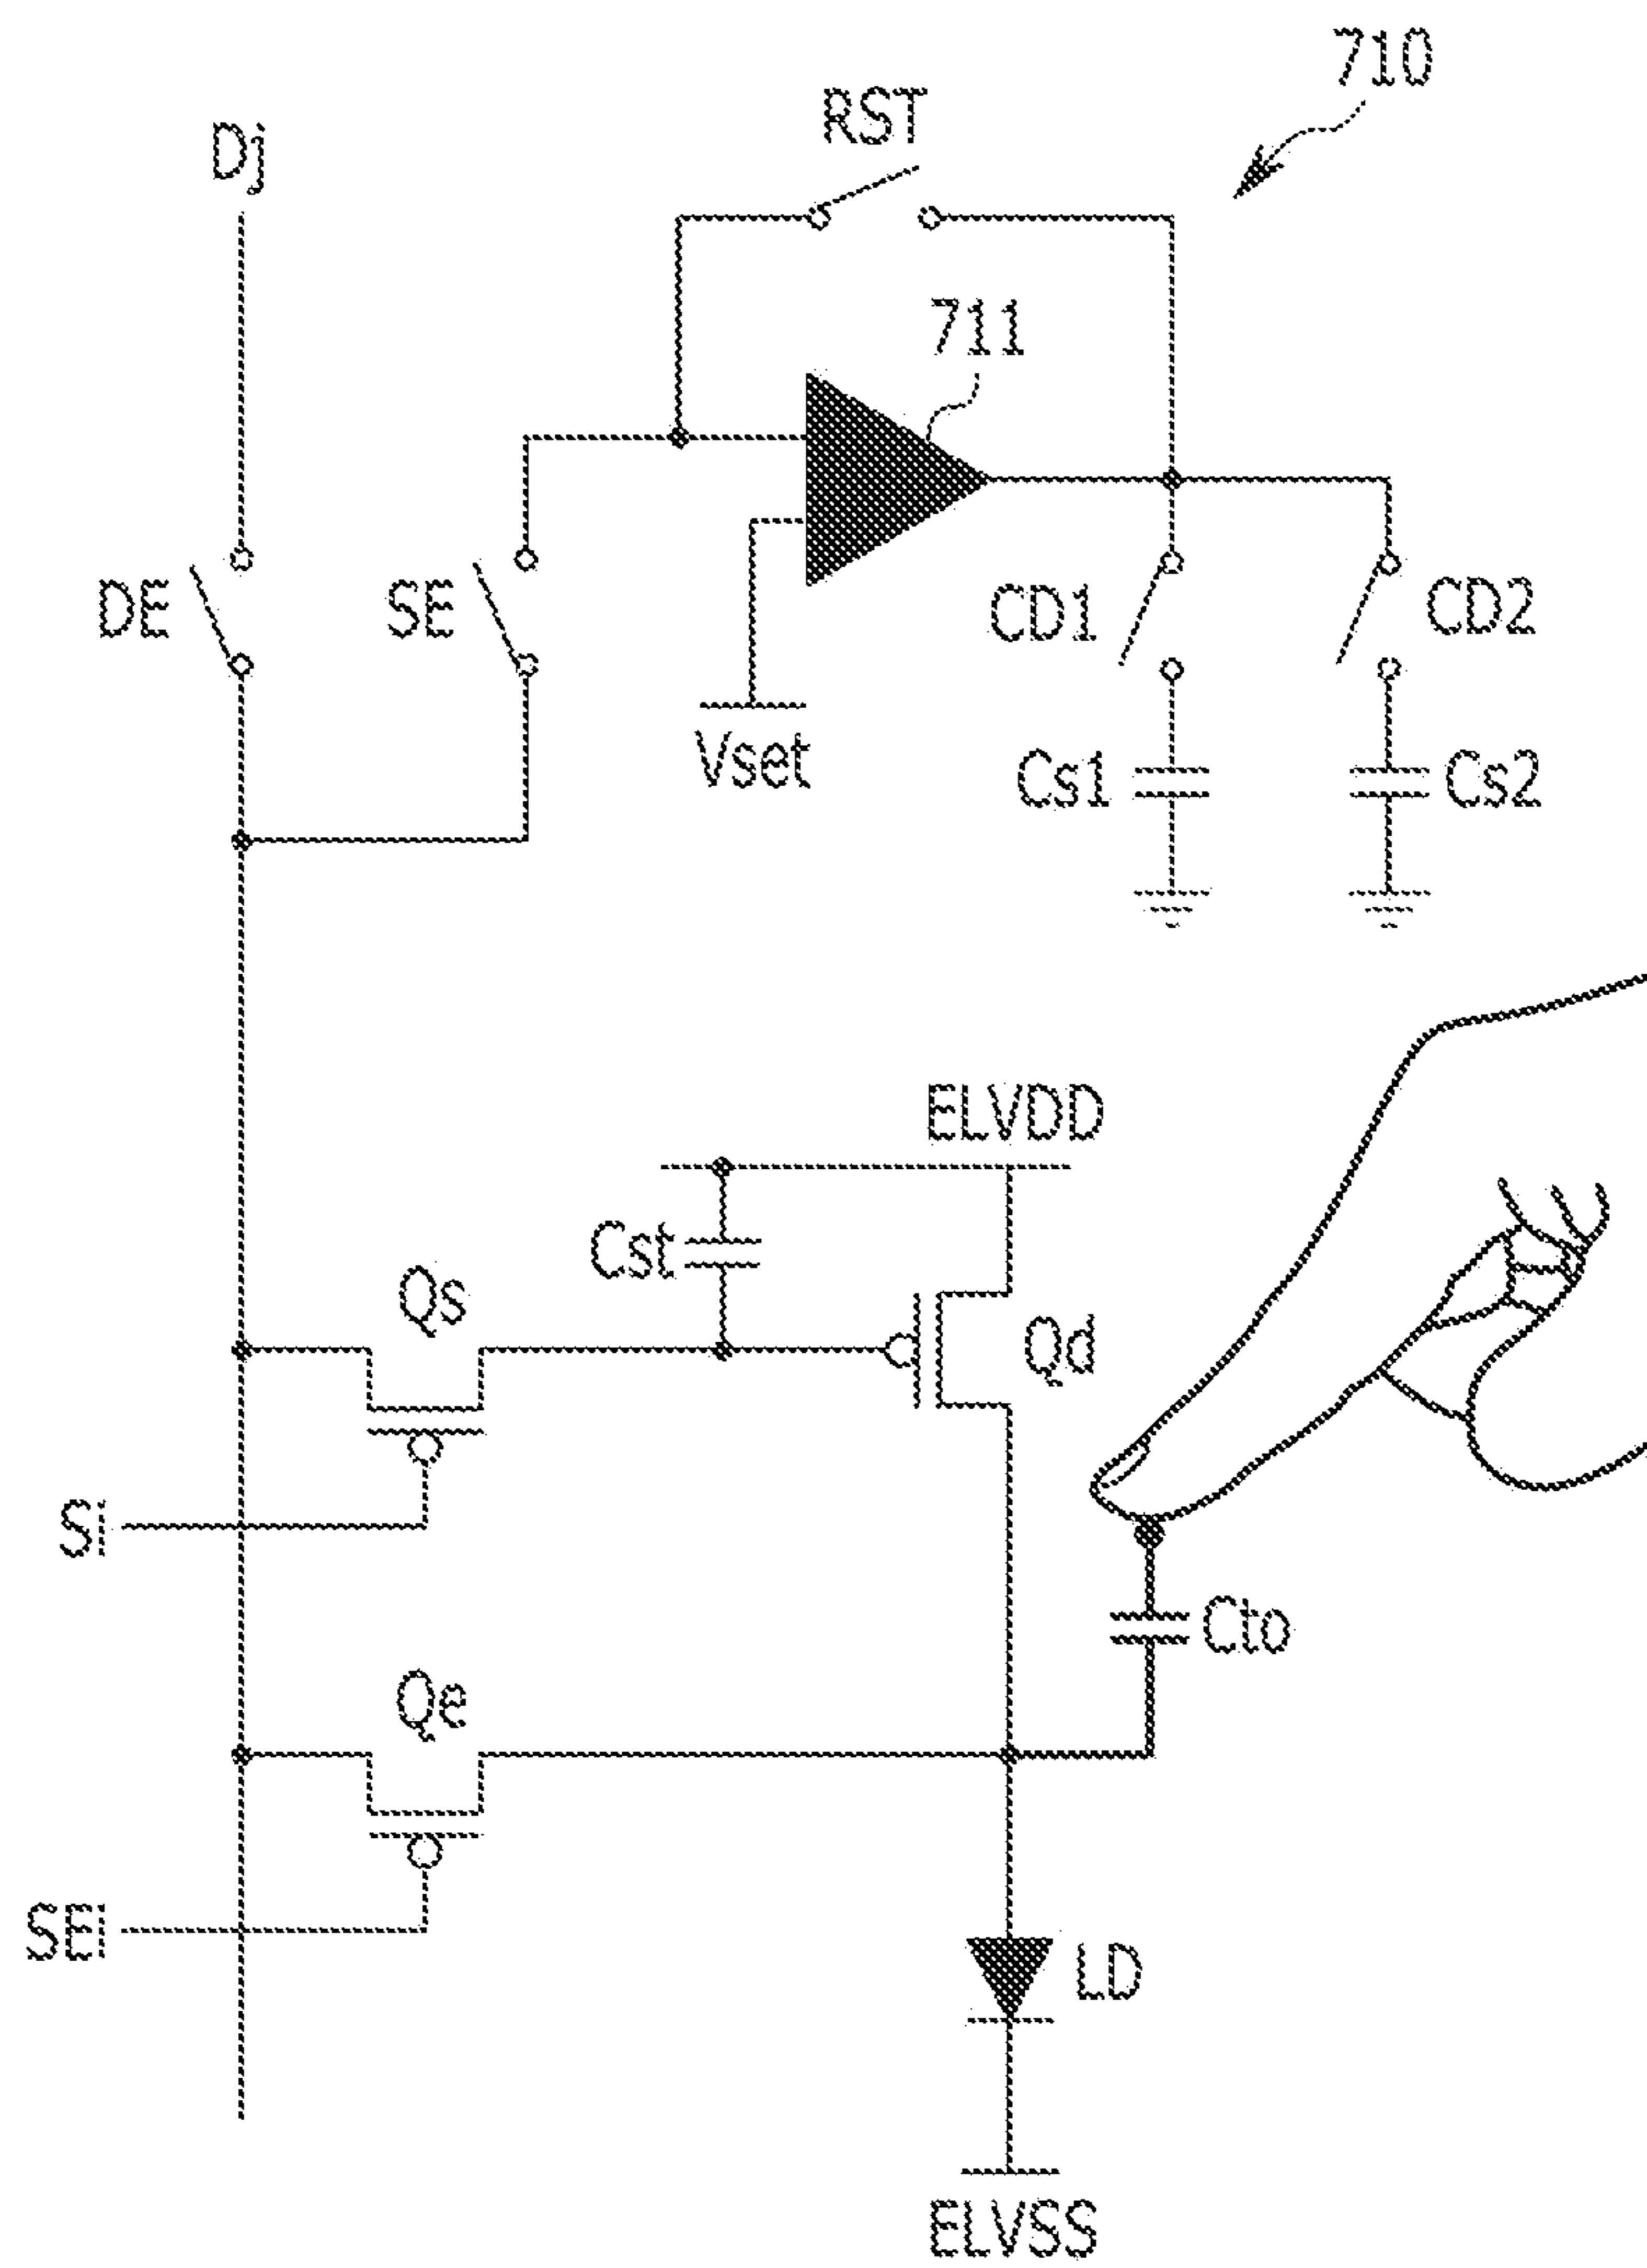 710
RST
Dj
711
DE
SE
CD1
CD2
Vset
Cs1
Cs2
ELVDD
Cst
Qs
Qd
Si
Cto
Qe
SEi
LD
ELVSS